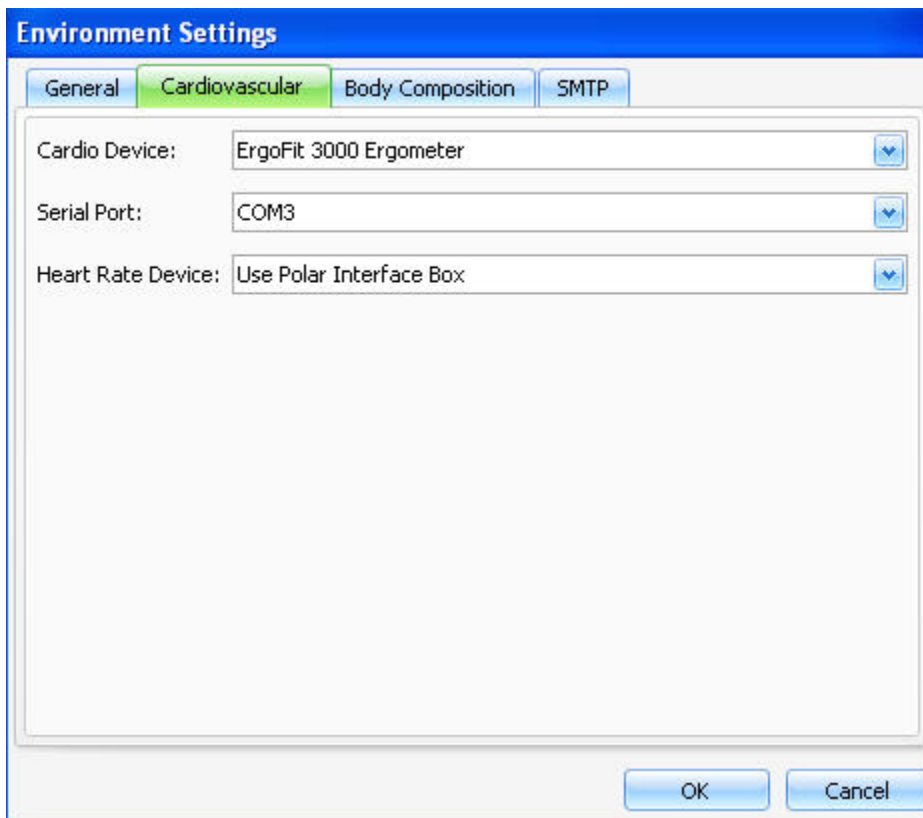 Environment Settings
General Cardiovascular Body Composition SMTP
Cardio Device: ErgoFit 3000 Ergometer
Serial Port: COM3
Heart Rate Device: Use Polar Interface Box
OK Cancel